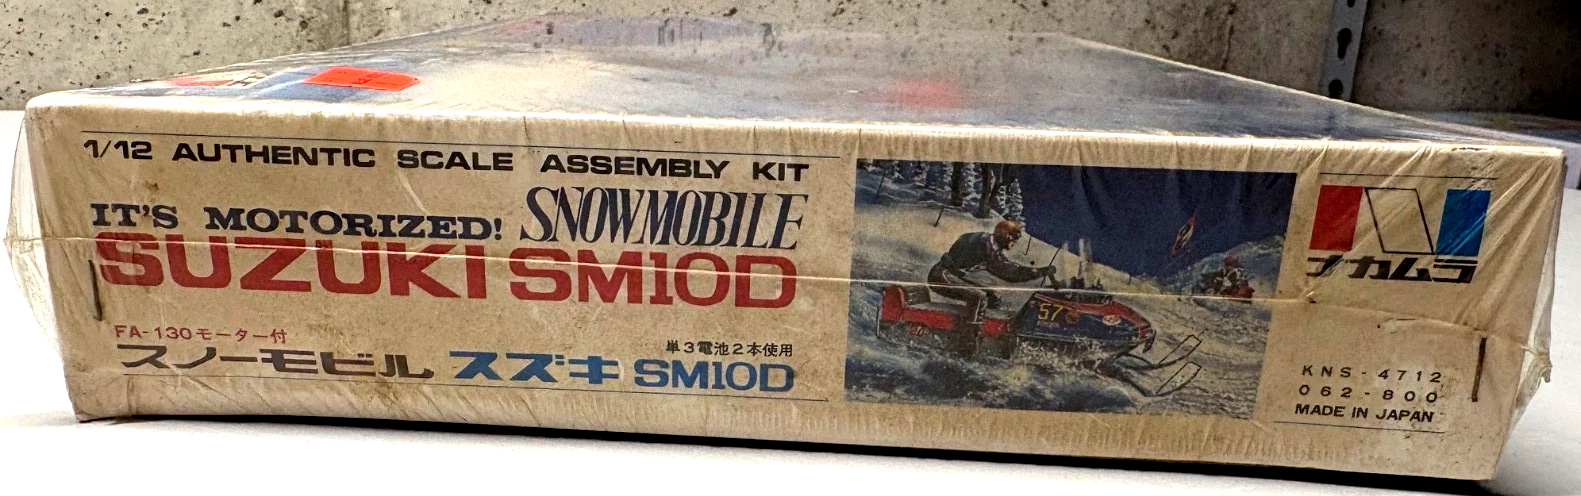 1/12 AUTHENTIC SCALE ASSEMBLY KIT
IT'S MOTORIZED! SNOWMOBILE
SUZUKI SM10D
FA-130モーター付
単3電池2本使用
スノーモビル スズキ SM10D
57
ナカムラ
KNS-4712
062-800
MADE IN JAPAN